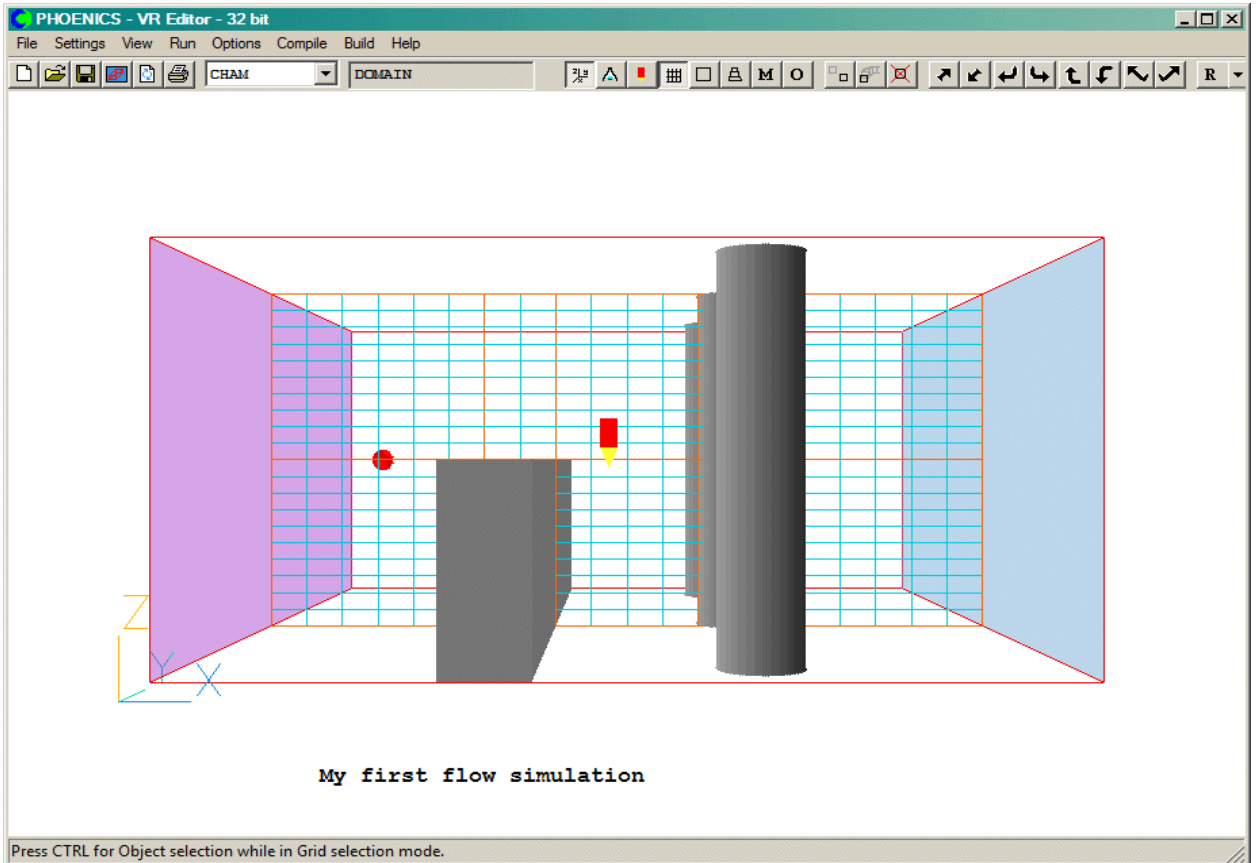 PHOENICS - VR Editor - 32 bit
File Settings View Run Options Compile Build Help
CHAM DOMAIN M O R
Z
Y X
My first flow simulation
Press CTRL for Object selection while in Grid selection mode.